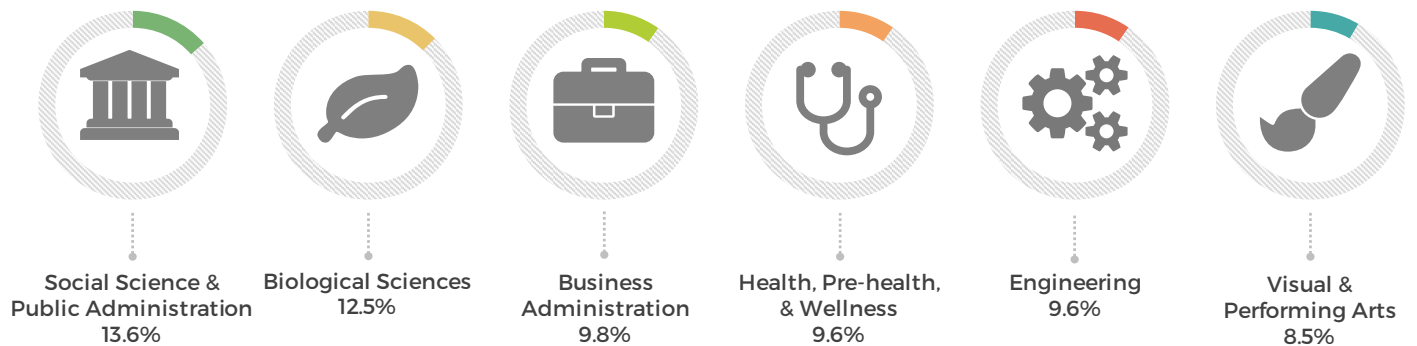 Social Science &
Public Administration
13.6%
Biological Sciences
12.5%
Business
Administration
9.8%
Health, Pre-health,
& Wellness
9.6%
Engineering
9.6%
Visual &
Performing Arts
8.5%